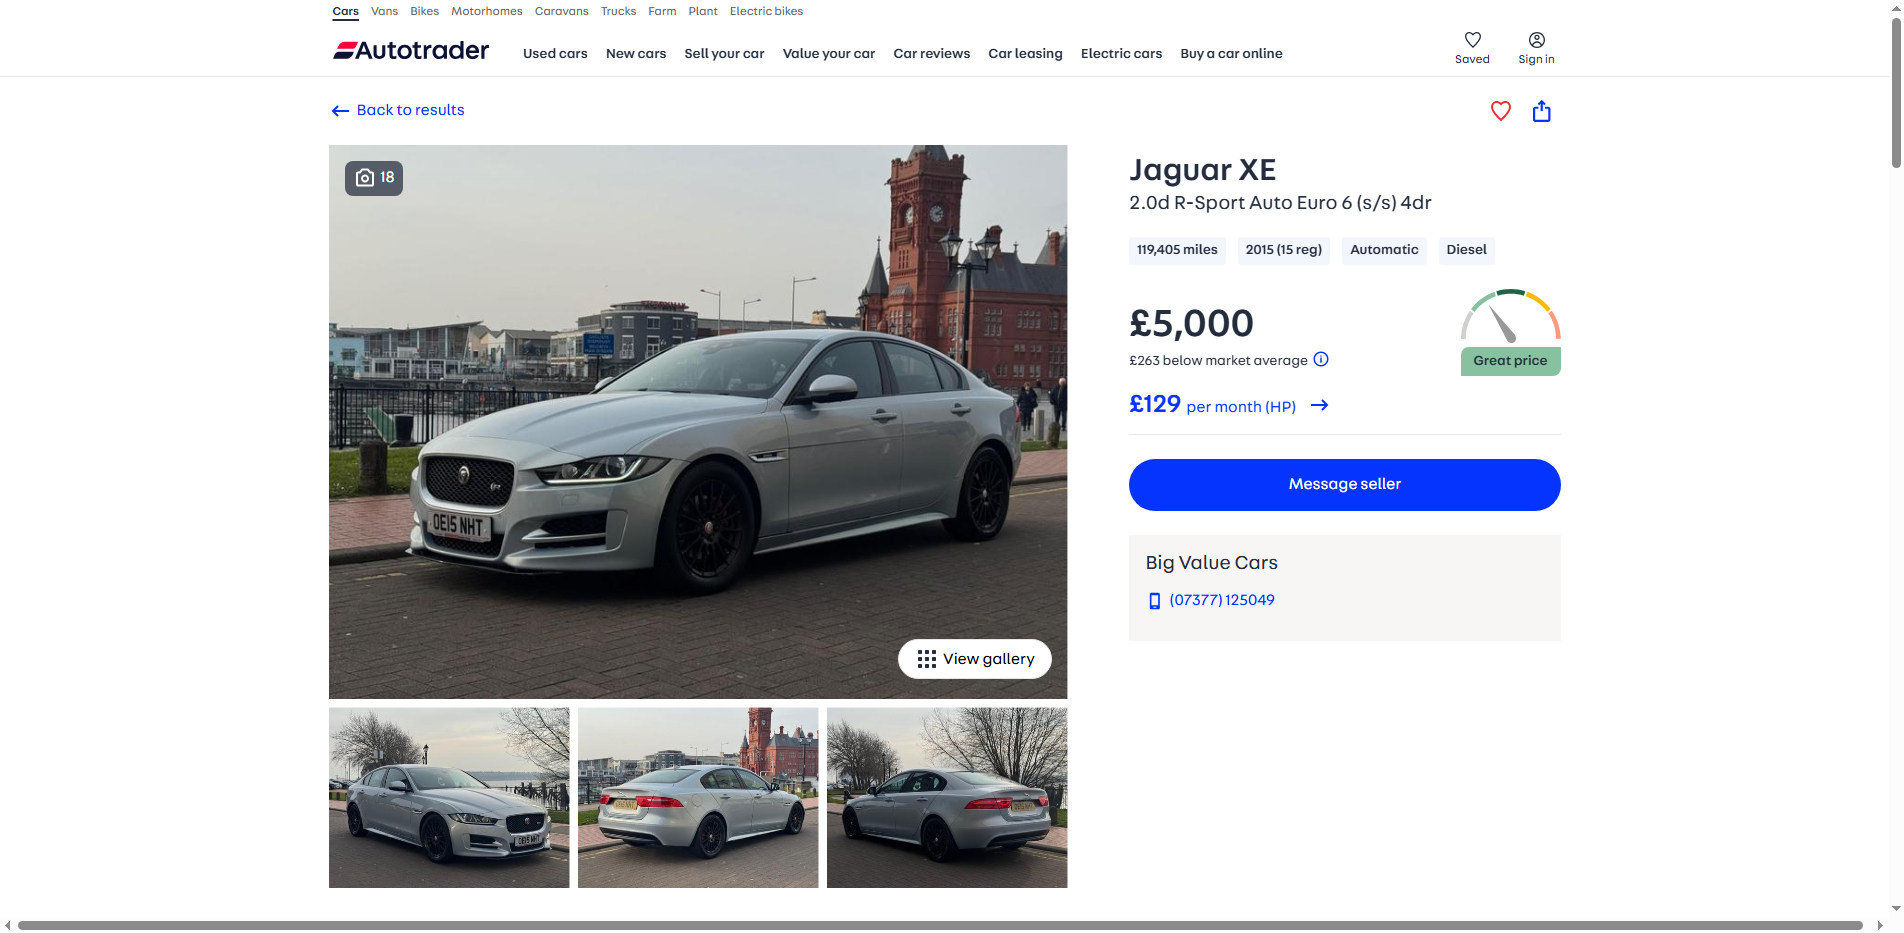 Cars Vans Bikes Motorhomes Caravans Trucks Farm Plant Electric bikes
Autotrader
Used cars New cars Sell your car Value your car Car reviews Car leasing Electric cars Buy a car online
Saved Sign in
Back to results
18
OE15 NHT
View gallery
Jaguar XE
2.0d R-Sport Auto Euro 6 (s/s) 4dr
119,405 miles 2015 (15 reg) Automatic Diesel
£5,000
£263 below market average
Great price
£129 per month (HP)
Message seller
Big Value Cars
(07377) 125049
OE15 NHT